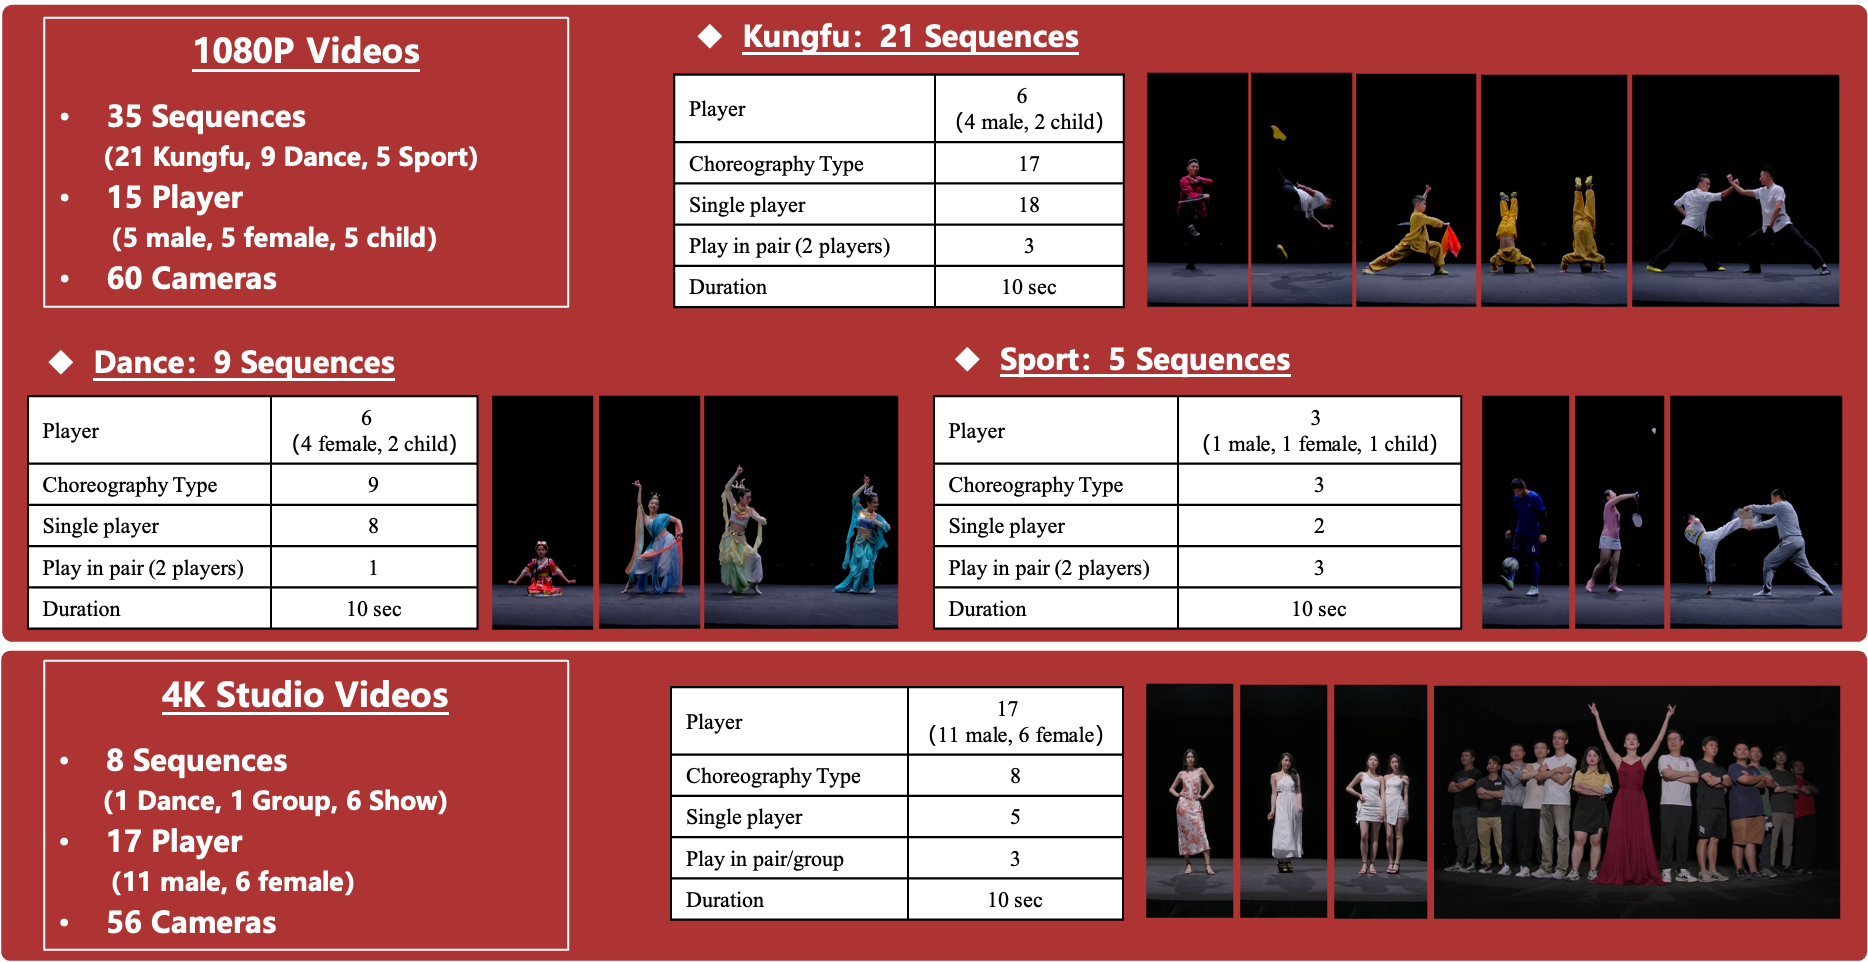 1080P Videos
• 35 Sequences
(21 Kungfu, 9 Dance, 5 Sport)
• 15 Player
(5 male, 5 female, 5 child)
• 60 Cameras
◆ Kungfu: 21 Sequences
Player 6
(4 male, 2 child)
Choreography Type 17
Single player 18
Play in pair (2 players) 3
Duration 10 sec
◆ Dance: 9 Sequences
Player 6
(4 female, 2 child)
Choreography Type 9
Single player 8
Play in pair (2 players) 1
Duration 10 sec
◆ Sport: 5 Sequences
Player 3
(1 male, 1 female, 1 child)
Choreography Type 3
Single player 2
Play in pair (2 players) 3
Duration 10 sec
4K Studio Videos
• 8 Sequences
(1 Dance, 1 Group, 6 Show)
• 17 Player
(11 male, 6 female)
• 56 Cameras
Player 17
(11 male, 6 female)
Choreography Type 8
Single player 5
Play in pair/group 3
Duration 10 sec